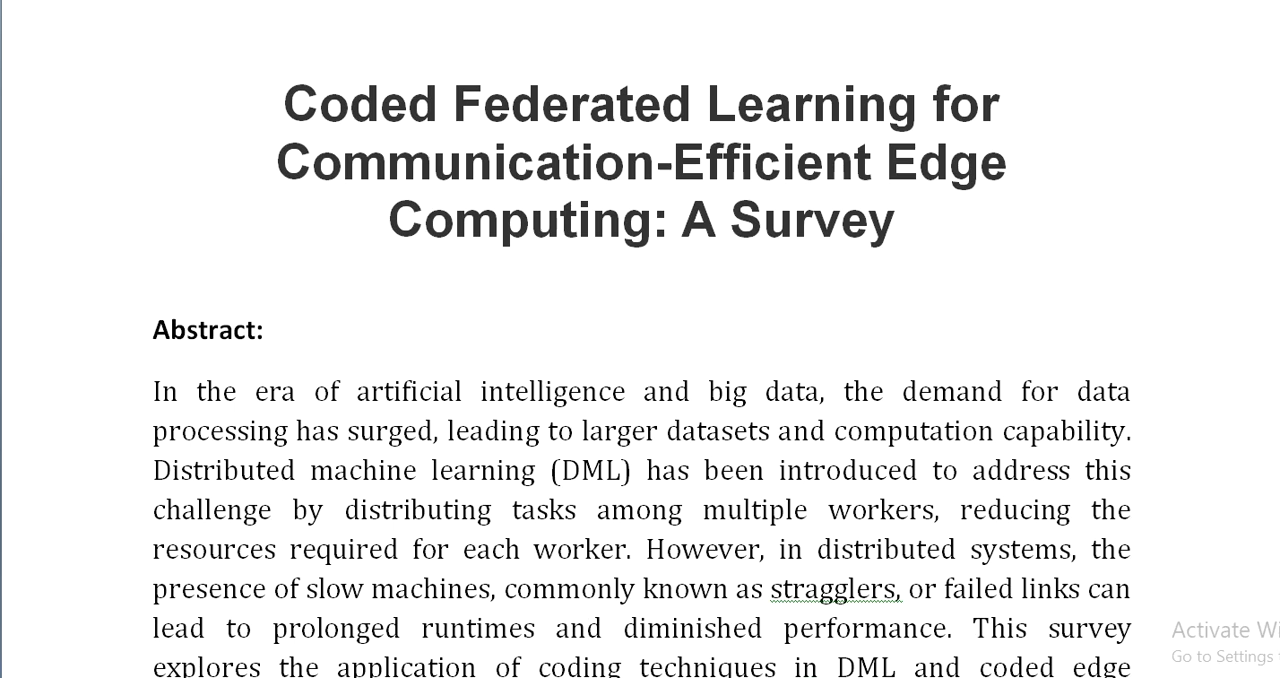 Coded Federated Learning for
Communication-Efficient Edge
Computing: A Survey
Abstract:
In the era of artificial intelligence and big data, the demand for data
processing has surged, leading to larger datasets and computation capability.
Distributed machine learning (DML) has been introduced to address this
challenge by distributing tasks among multiple workers, reducing the
resources required for each worker. However, in distributed systems, the
presence of slow machines, commonly known as stragglers, or failed links can
lead to prolonged runtimes and diminished performance. This survey
explores the application of coding techniques in DML and coded edge
Activate Wi
Go to Settings